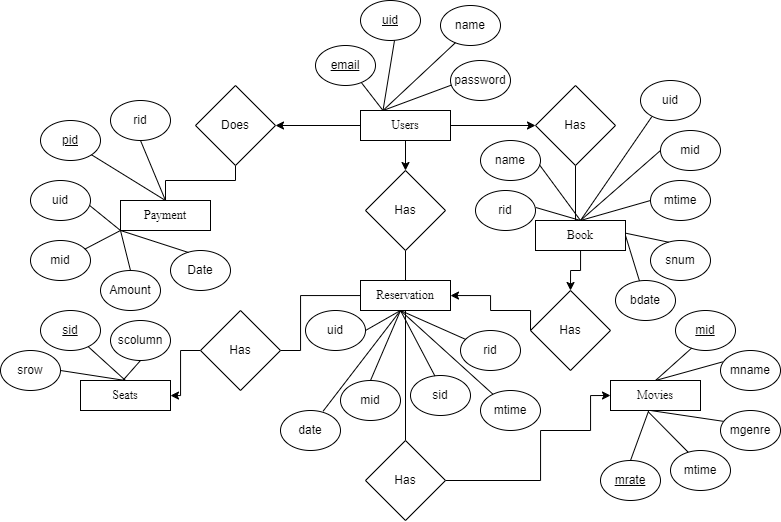 uid
name
email
password
uid
rid
Does
Users
Has
pid
name
mid
uid
Payment
Has
rid
mtime
Book
mid
Date
snum
Amount
Reservation
bdate
sid
scolumn
uid
Has
mid
srow
Has
rid
mname
Seats
date
mid
sid
mtime
Movies
mgenre
Has
mrate
mtime